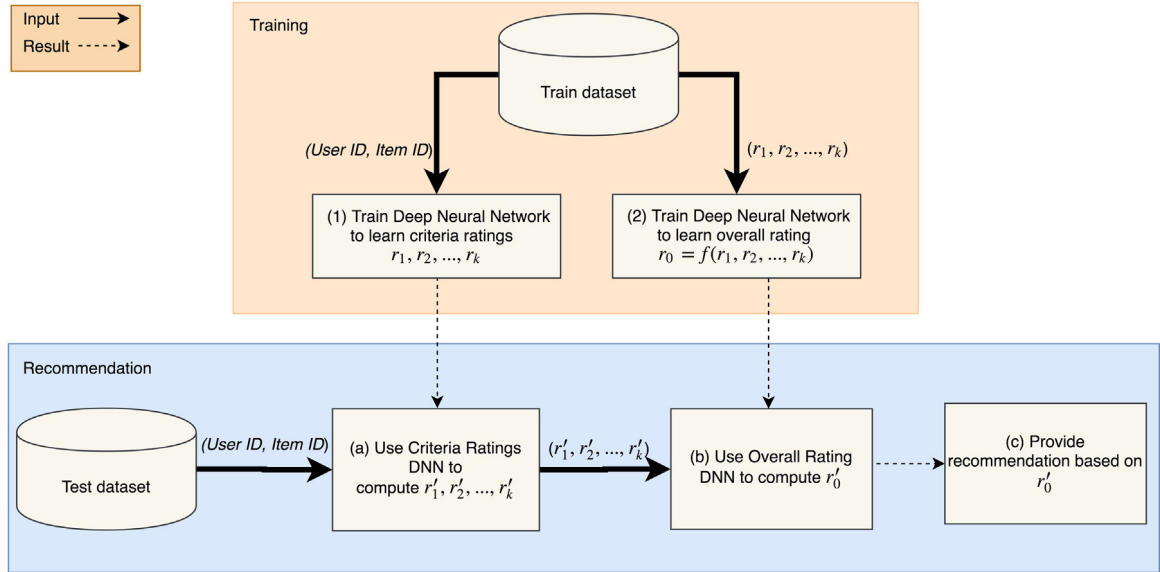 Input
Result
Training
Train dataset
(User ID, Item ID)
(r₁, r₂, ..., rₖ)
(1) Train Deep Neural Network
to learn criteria ratings
r₁, r₂, ..., rₖ
(2) Train Deep Neural Network
to learn overall rating
r₀ = f(r₁, r₂, ..., rₖ)
Recommendation
Test dataset
(User ID, Item ID)
(a) Use Criteria Ratings
DNN to
compute r′₁, r′₂, ..., r′ₖ
(r′₁, r′₂, ..., r′ₖ)
(b) Use Overall Rating
DNN to compute r′₀
(c) Provide
recommendation based on
r′₀